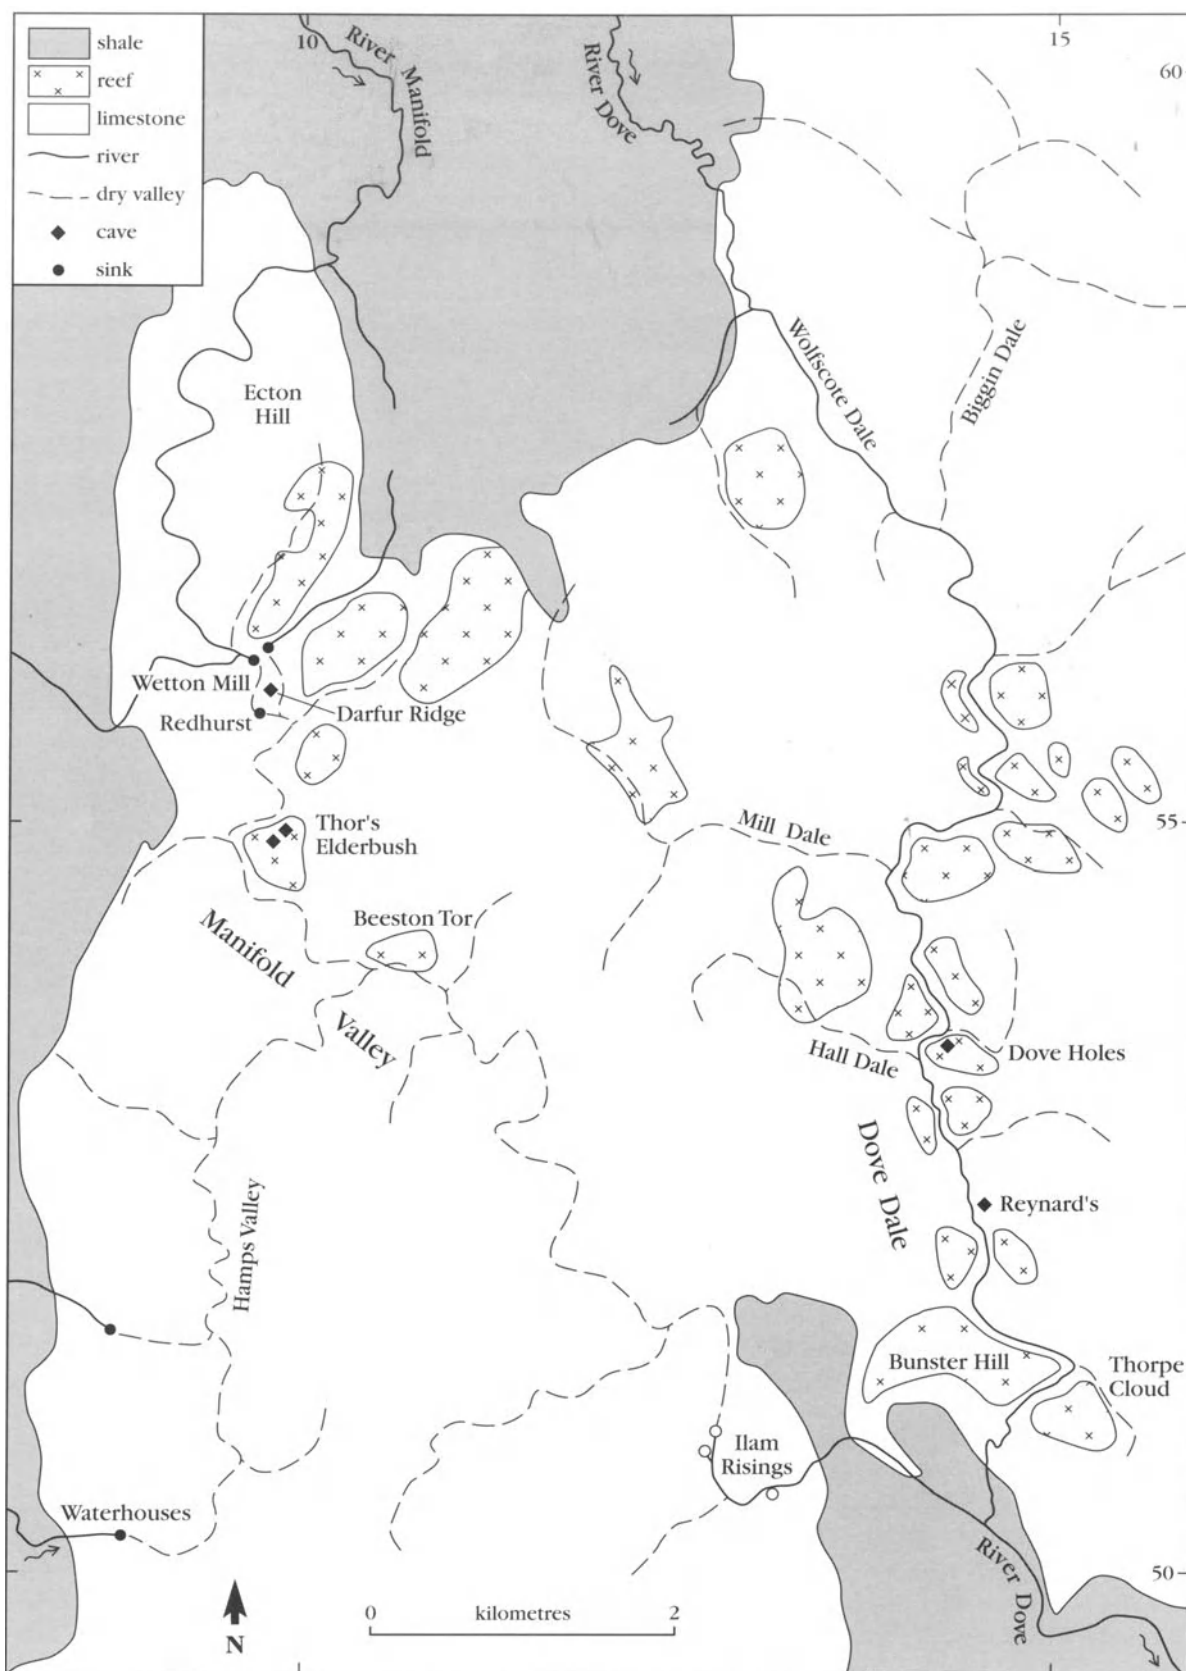 shale
reef
limestone
river
dry valley
cave
sink
10
15
60
River Manifold
River Dove
Wolfscote Dale
Biggin Dale
Ecton
Hill
Wetton Mill
Redhurst
Darfur Ridge
Thor's
Elderbush
55
Mill Dale
Beeston Tor
Manifold
Valley
Hall Dale
Dove Holes
Dove Dale
Reynard's
Hamps Valley
Bunster Hill
Thorpe
Cloud
Ilam
Risings
Waterhouses
River Dove
50
0
kilometres
2
N